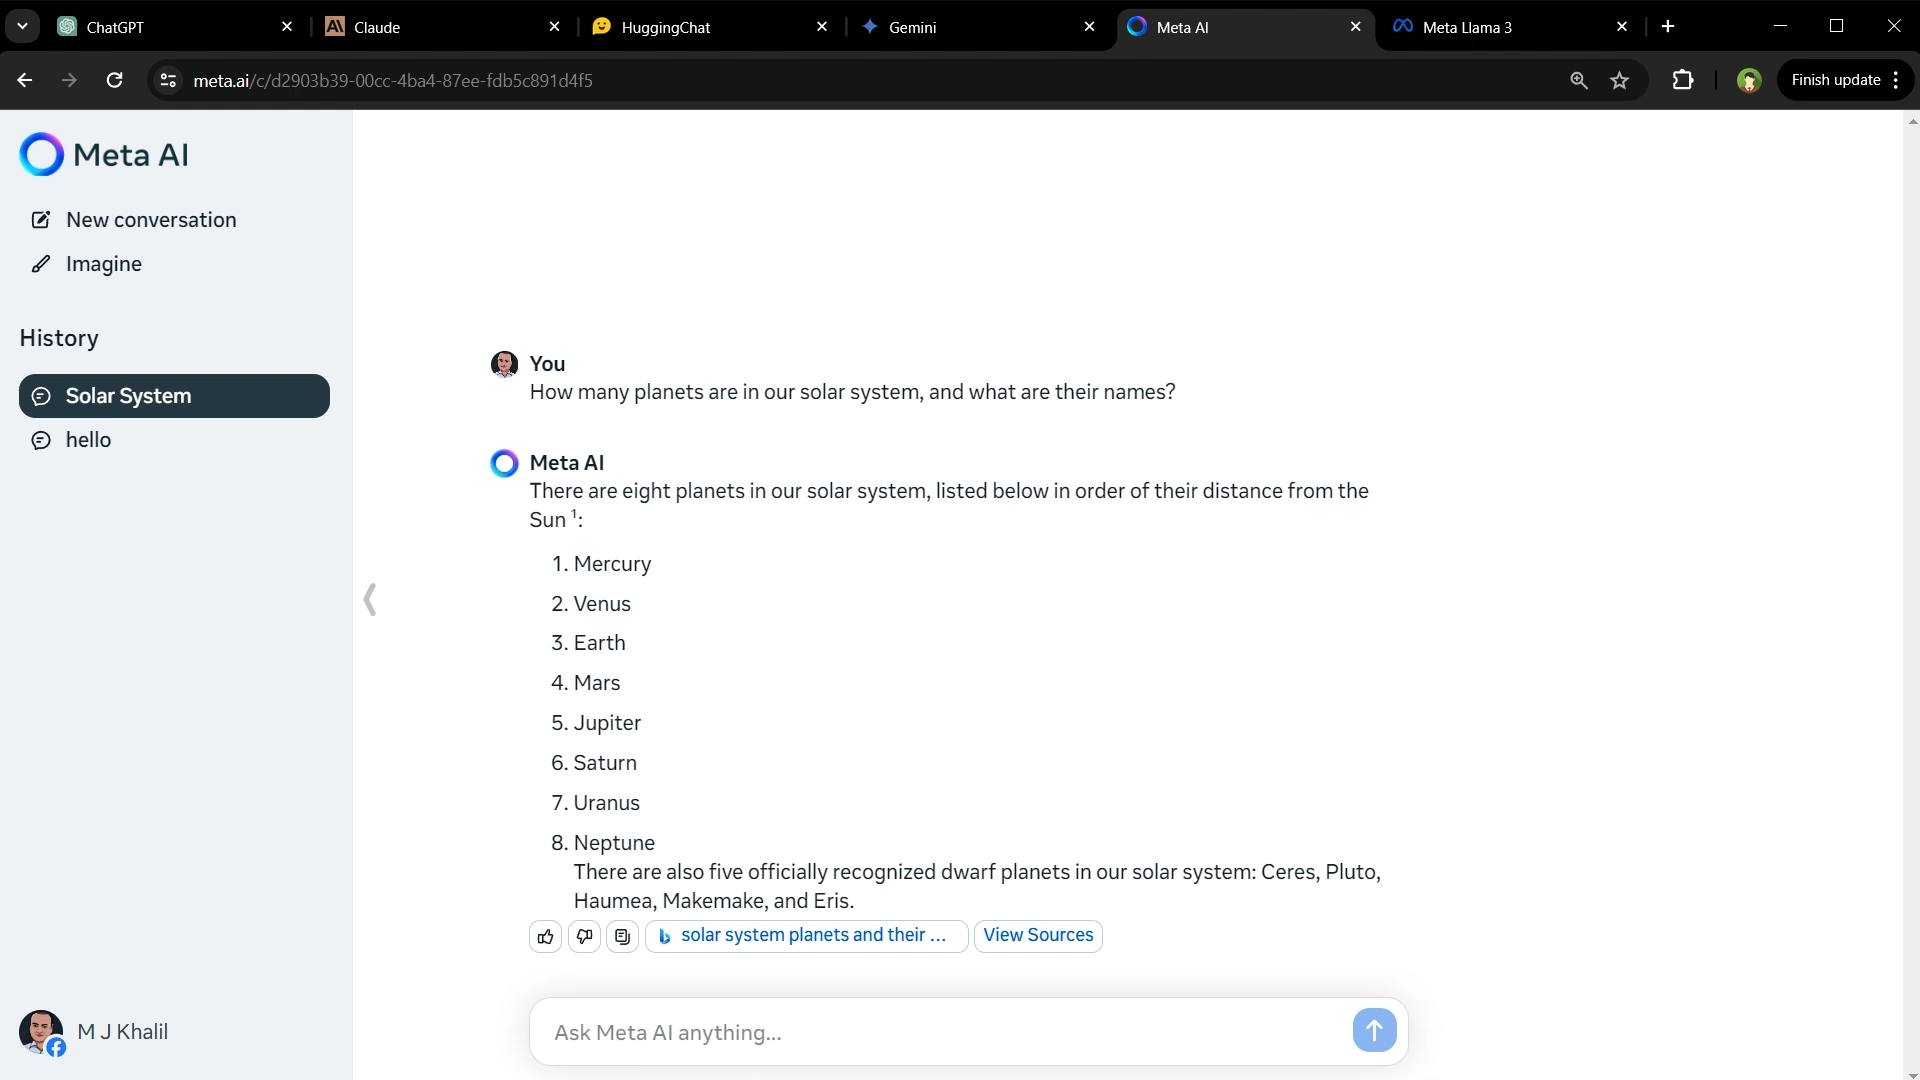 ChatGPT
Claude
HuggingChat
Gemini
Meta AI
Meta Llama 3
meta.ai/c/d2903b39-00cc-4ba4-87ee-fdb5c891d4f5
Finish update
Meta AI
New conversation
Imagine
History
Solar System
hello
M J Khalil
You
How many planets are in our solar system, and what are their names?
Meta AI
There are eight planets in our solar system, listed below in order of their distance from the
Sun ¹:
1. Mercury
2. Venus
3. Earth
4. Mars
5. Jupiter
6. Saturn
7. Uranus
8. Neptune
There are also five officially recognized dwarf planets in our solar system: Ceres, Pluto,
Haumea, Makemake, and Eris.
solar system planets and their ...
View Sources
Ask Meta AI anything...